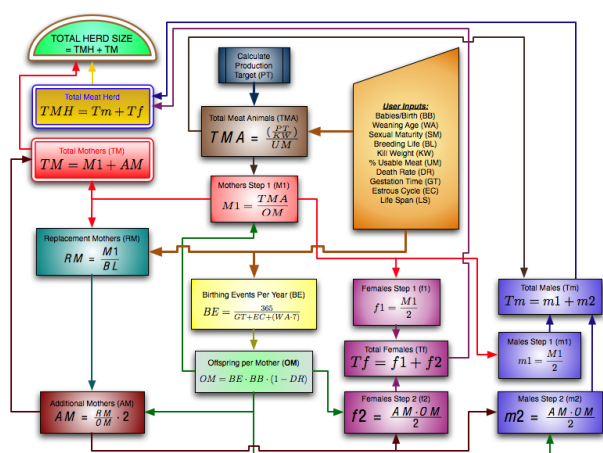 TOTAL HERD SIZE
= TMH + TM
Calculate
Production
Target (PT)
User Inputs:
Babies/Birth (BB)
Weaning Age (WA)
Sexual Maturity (SM)
Breeding Life (BL)
Kill Weight (KW)
% Usable Meat (UM)
Death Rate (DR)
Gestation Time (GT)
Estrous Cycle (EC)
Life Span (LS)
Total Meat Herd
TMH = Tm + Tf
Total Meat Animals (TMA)
TMA = (PT/KW)/UM
Total Mothers (TM)
TM = M1 + AM
Mothers Step 1 (M1)
M1 = TMA/OM
Replacement Mothers (RM)
RM = M1/BL
Birthing Events Per Year (BE)
BE = 365/(GT+EC+(WA·7))
Females Step 1 (f1)
f1 = M1/2
Total Males (Tm)
Tm = m1 + m2
Total Females (Tf)
Tf = f1 + f2
Males Step 1 (m1)
m1 = M1/2
Offspring per Mother (OM)
OM = BE · BB · (1 − DR)
Additional Mothers (AM)
AM = RM/OM · 2
Females Step 2 (f2)
f2 = AM·OM/2
Males Step 2 (m2)
m2 = AM·OM/2